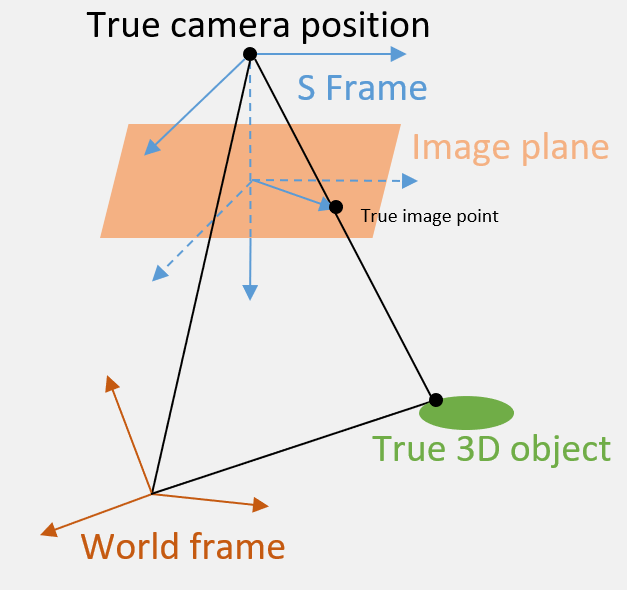 True camera position
S Frame
Image plane
True image point
True 3D object
World frame